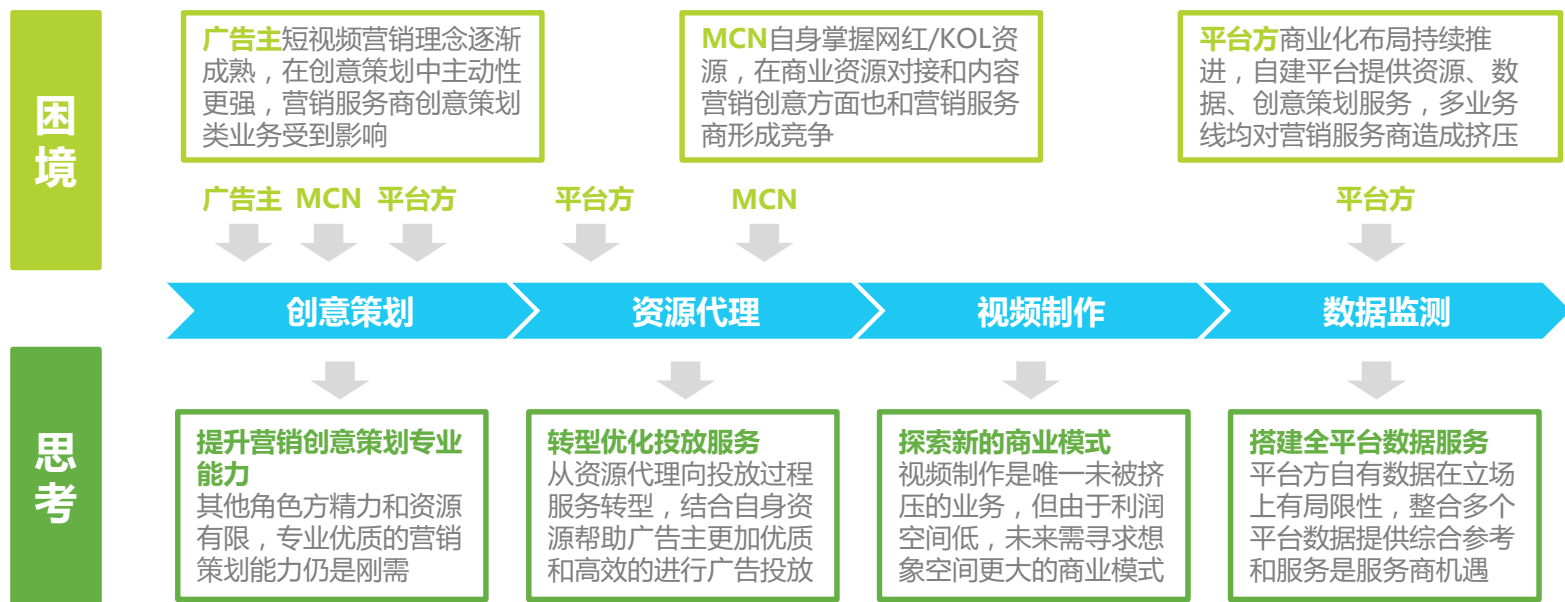 困境
广告主短视频营销理念逐渐
成熟，在创意策划中主动性
更强，营销服务商创意策划
类业务受到影响
MCN自身掌握网红/KOL资
源，在商业资源对接和内容
营销创意方面也和营销服务
商形成竞争
平台方商业化布局持续推
进，自建平台提供资源、数
据、创意策划服务，多业务
线均对营销服务商造成挤压
广告主 MCN 平台方 平台方 MCN 平台方
创意策划 资源代理 视频制作 数据监测
思考
提升营销创意策划专业
能力
其他角色方精力和资源
有限，专业优质的营销
策划能力仍是刚需
转型优化投放服务
从资源代理向投放过程
服务转型，结合自身资
源帮助广告主更加优质
和高效的进行广告投放
探索新的商业模式
视频制作是唯一未被挤
压的业务，但由于利润
空间低，未来需寻求想
象空间更大的商业模式
搭建全平台数据服务
平台方自有数据在立场
上有局限性，整合多个
平台数据提供综合参考
和服务是服务商机遇